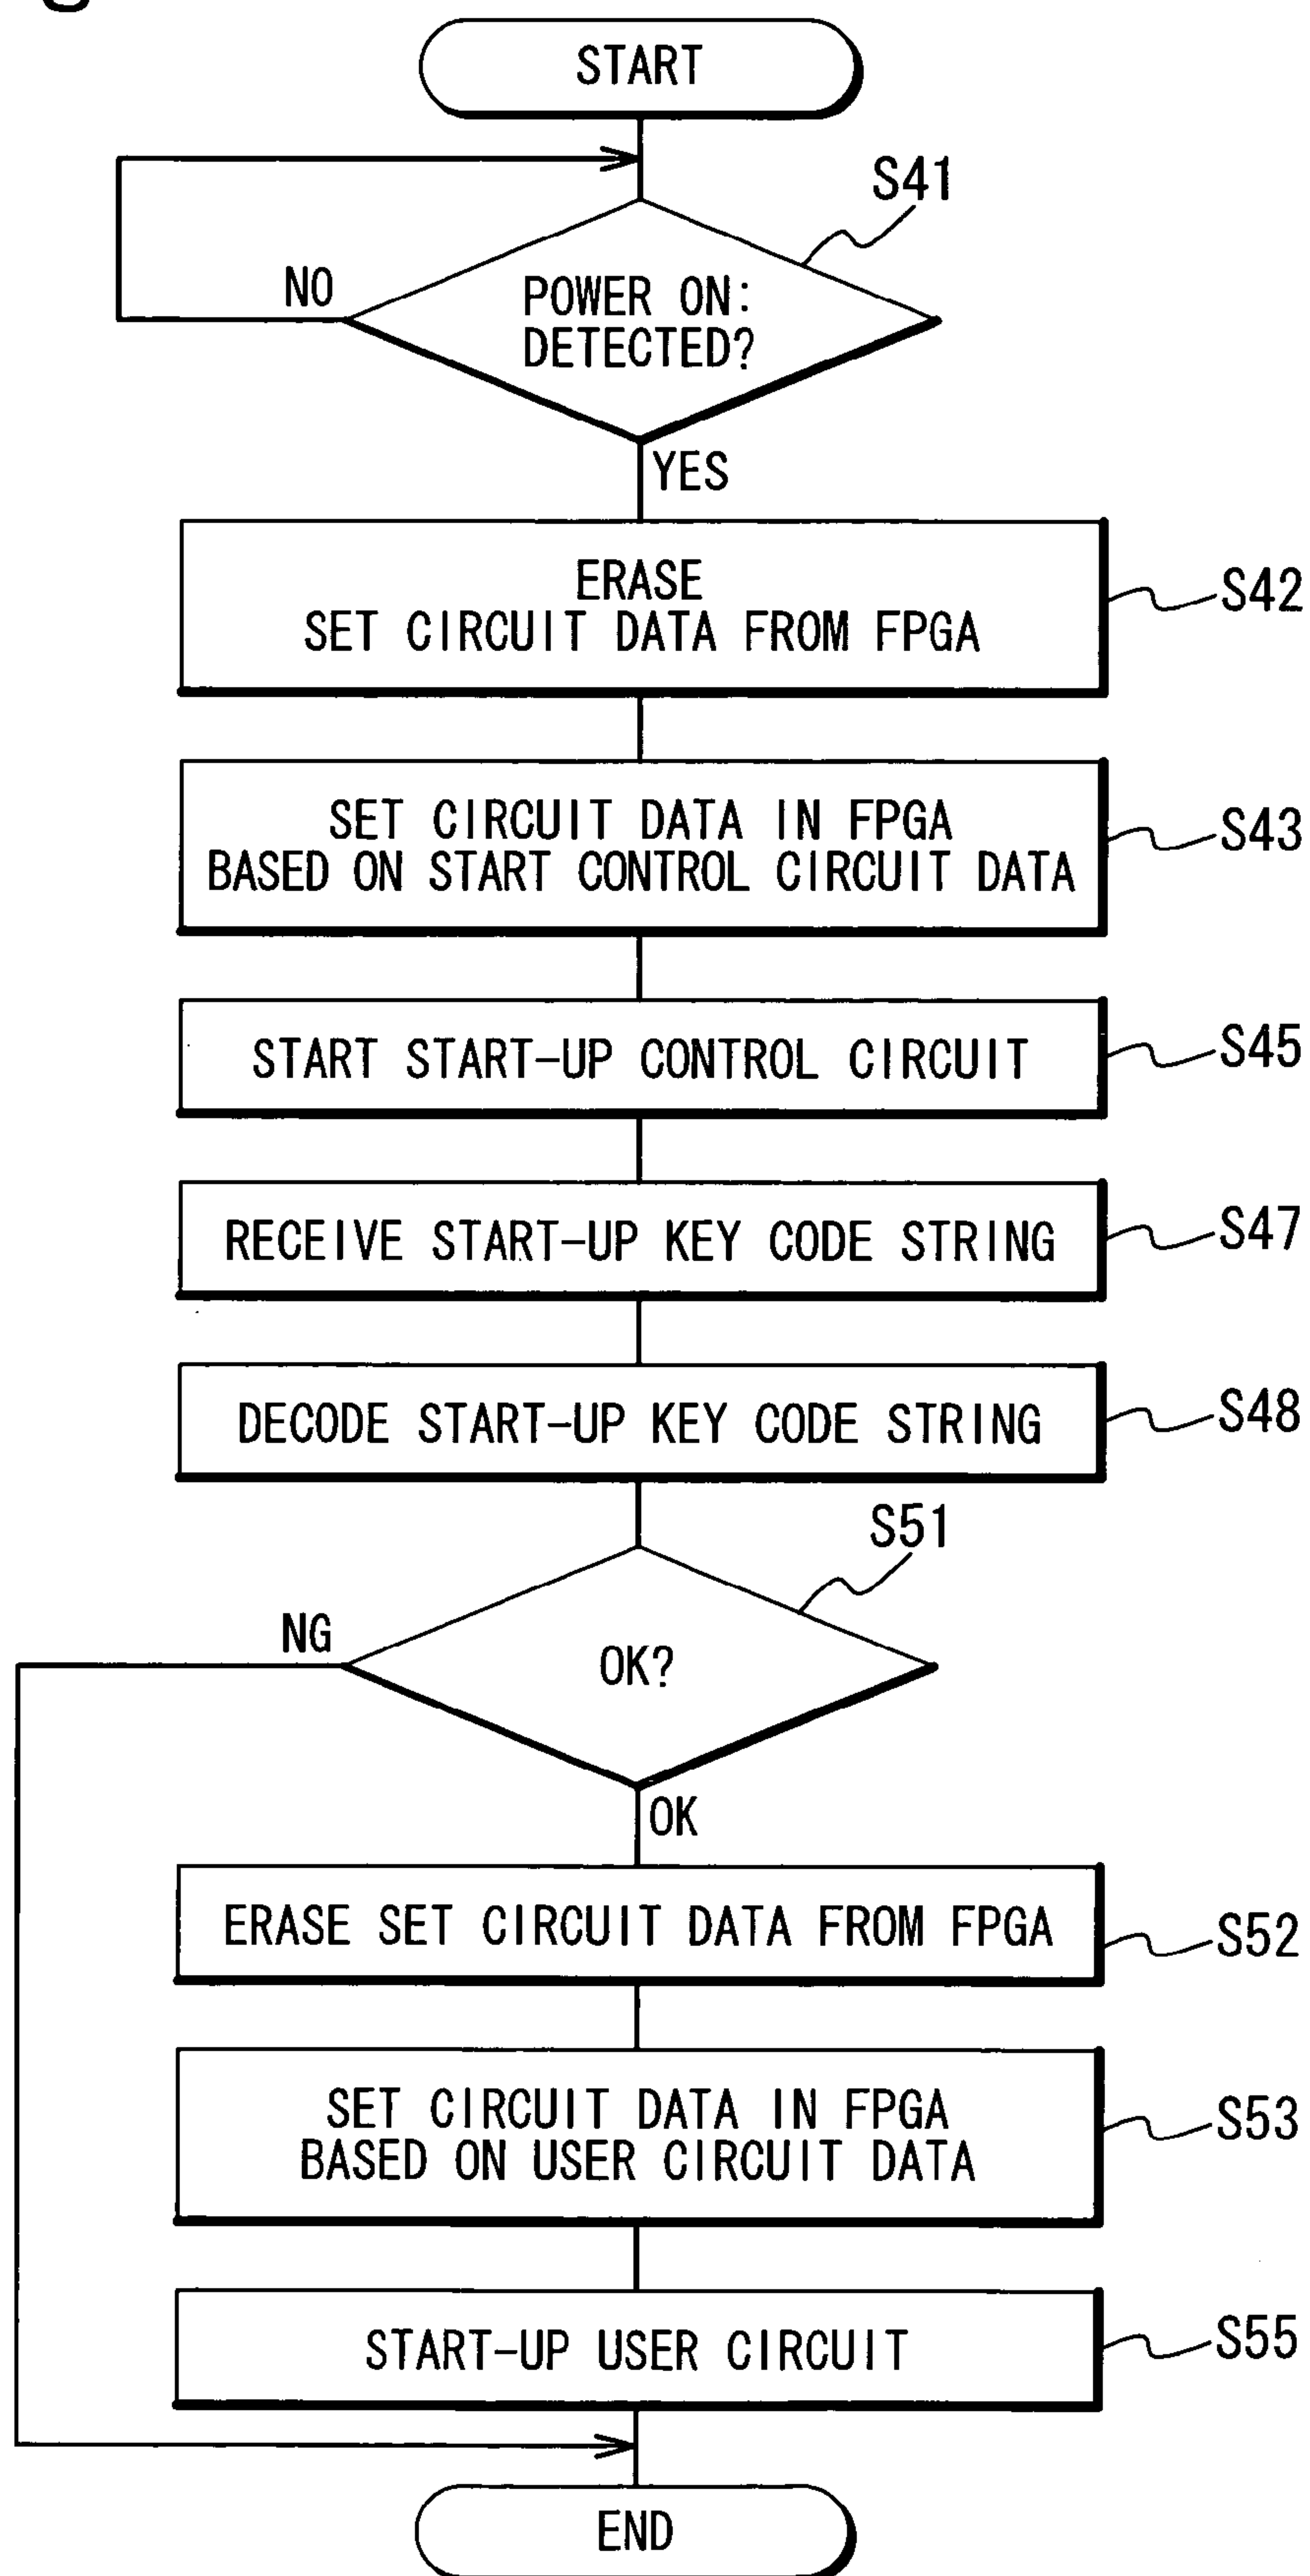 START
S41
NO
POWER ON:
DETECTED?
YES
ERASE
SET CIRCUIT DATA FROM FPGA
S42
SET CIRCUIT DATA IN FPGA
BASED ON START CONTROL CIRCUIT DATA
S43
START START-UP CONTROL CIRCUIT
S45
RECEIVE START-UP KEY CODE STRING
S47
DECODE START-UP KEY CODE STRING
S48
S51
NG
OK?
OK
ERASE SET CIRCUIT DATA FROM FPGA
S52
SET CIRCUIT DATA IN FPGA
BASED ON USER CIRCUIT DATA
S53
START-UP USER CIRCUIT
S55
END